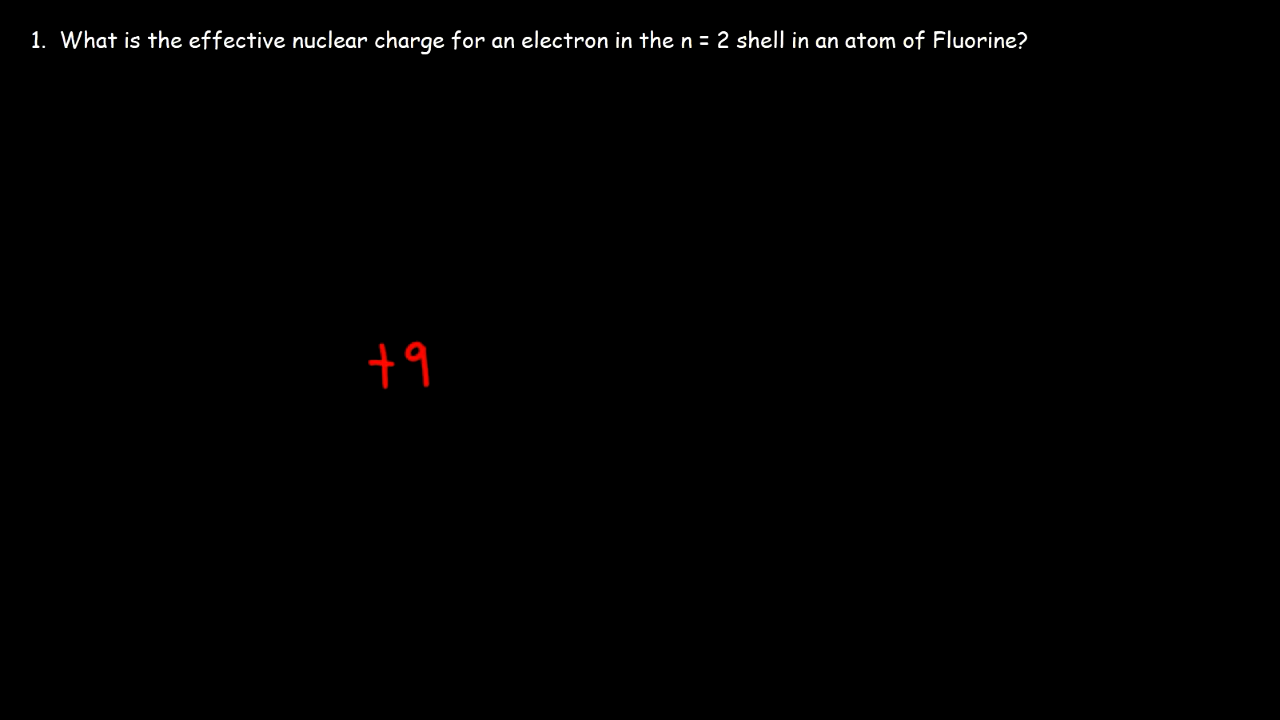 1. What is the effective nuclear charge for an electron in the n = 2 shell in an atom of Fluorine?
+9